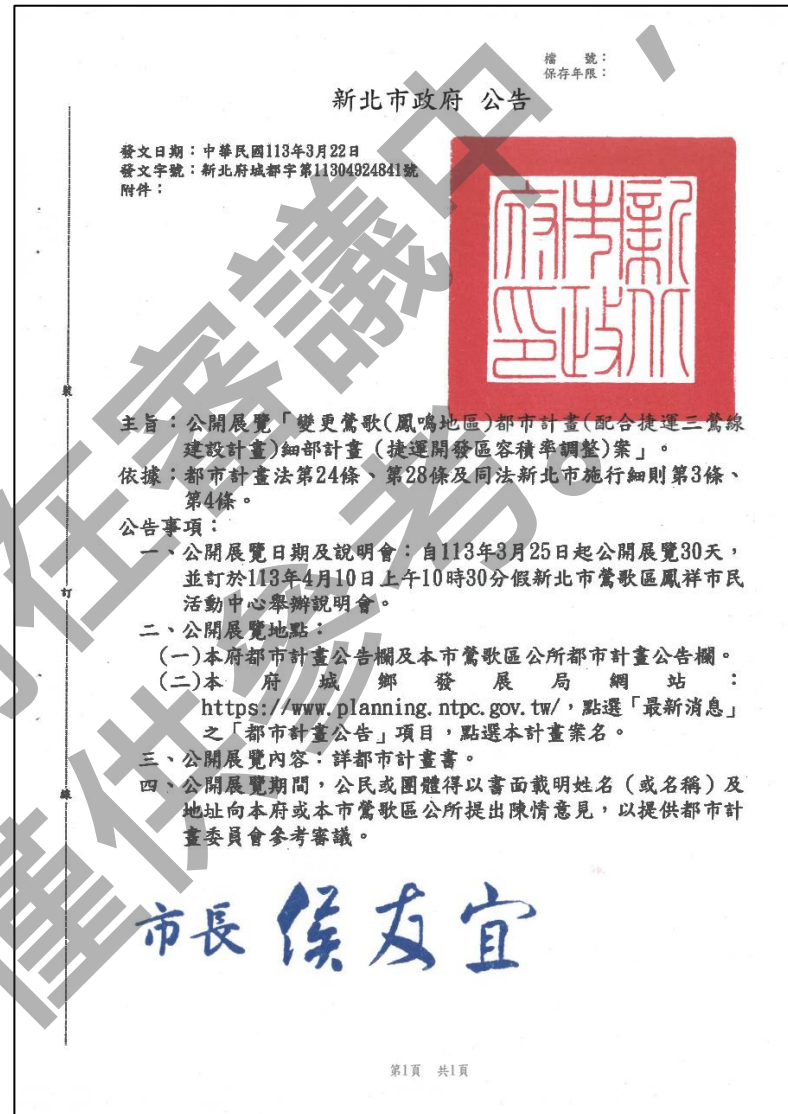 檔　　號：
保存年限：
新北市政府 公告
發文日期：中華民國113年3月22日
發文字號：新北府城都字第11304924841號
附件：
新北市政府印
主旨：公開展覽「變更鶯歌(鳳鳴地區)都市計畫(配合捷運三鶯線
建設計畫)細部計畫（捷運開發區容積率調整)案」。
依據：都市計畫法第24條、第28條及同法新北市施行細則第3條、
第4條。
公告事項：
一、公開展覽日期及說明會：自113年3月25日起公開展覽30天，
並訂於113年4月10日上午10時30分假新北市鶯歌區鳳祥市民
活動中心舉辦說明會。
二、公開展覽地點：
(一)本府都市計畫公告欄及本市鶯歌區公所都市計畫公告欄。
(二)本府城鄉發展局網站：
https://www.planning.ntpc.gov.tw/，點選「最新消息」
之「都市計畫公告」項目，點選本計畫案名。
三、公開展覽內容：詳都市計畫書。
四、公開展覽期間，公民或團體得以書面載明姓名（或名稱）及
地址向本府或本市鶯歌區公所提出陳情意見，以提供都市計
畫委員會參考審議。
市長 侯友宜
裝
訂
線
第1頁　共1頁
在審議中，
僅供參考。